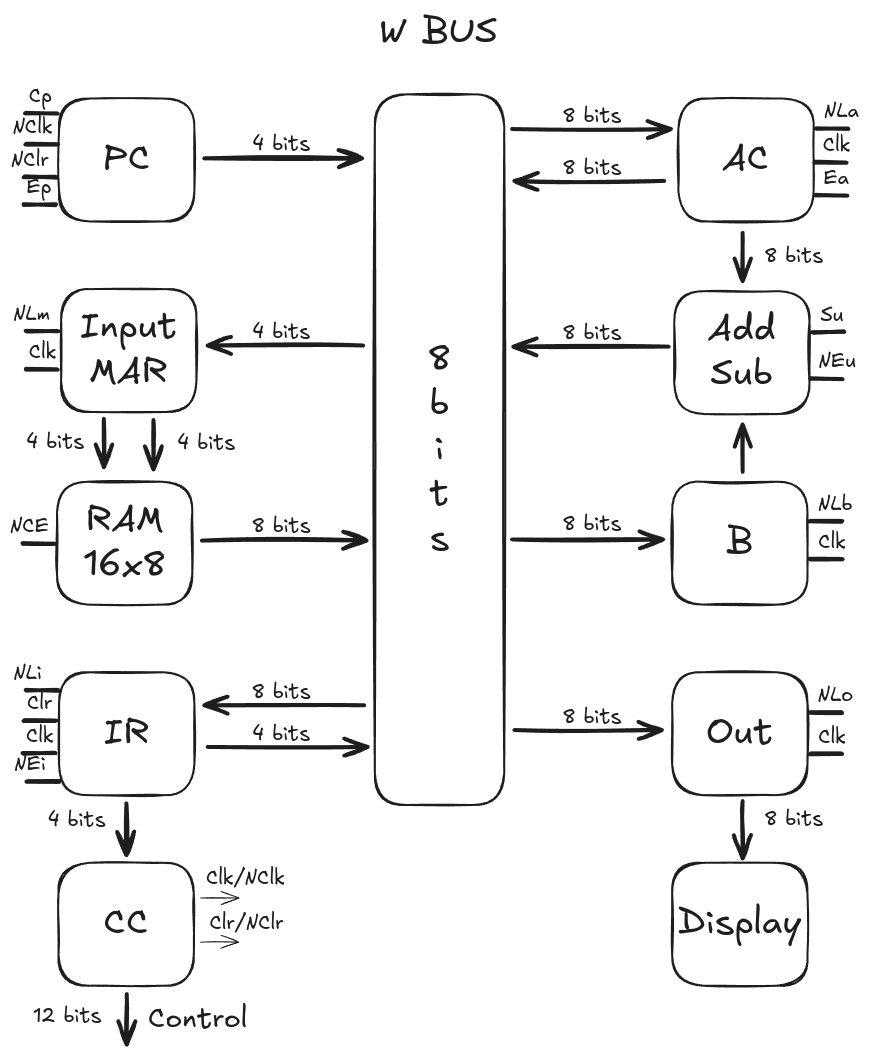 W BUS
Cp
NClk
NClr
Ep
PC
4 bits
8 bits
8 bits
AC
NLa
Clk
Ea
8 bits
NLm
Clk
Input
MAR
4 bits
8
b
i
t
s
8 bits
Add
Sub
Su
NEu
4 bits
4 bits
NCE
RAM
16x8
8 bits
8 bits
B
NLb
Clk
NLi
Clr
Clk
NEi
IR
8 bits
4 bits
8 bits
Out
NLo
Clk
4 bits
8 bits
CC
Clk/NClk
Clr/NClr
Display
12 bits
Control